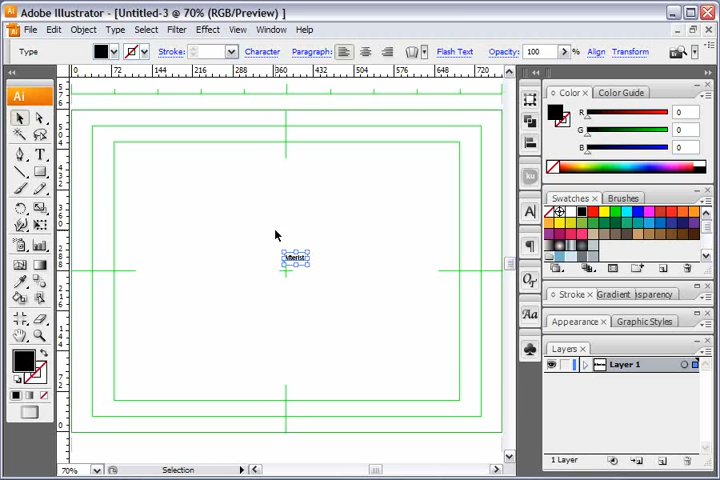 Adobe Illustrator - [Untitled-3 @ 70% (RGB/Preview) ]
File Edit Object Type Select Filter Effect View Window Help
Type Stroke: Character Paragraph: Flash Text Opacity: 100 Align Transform
0 72 144 216 288 360 432 504 576 648 720
Ai
Color Color Guide
R 0
G 0
B 0
Swatches Brushes
Stroke Gradient
Appearance Graphic Styles
Layers
Layer 1
1 Layer
70% Selection